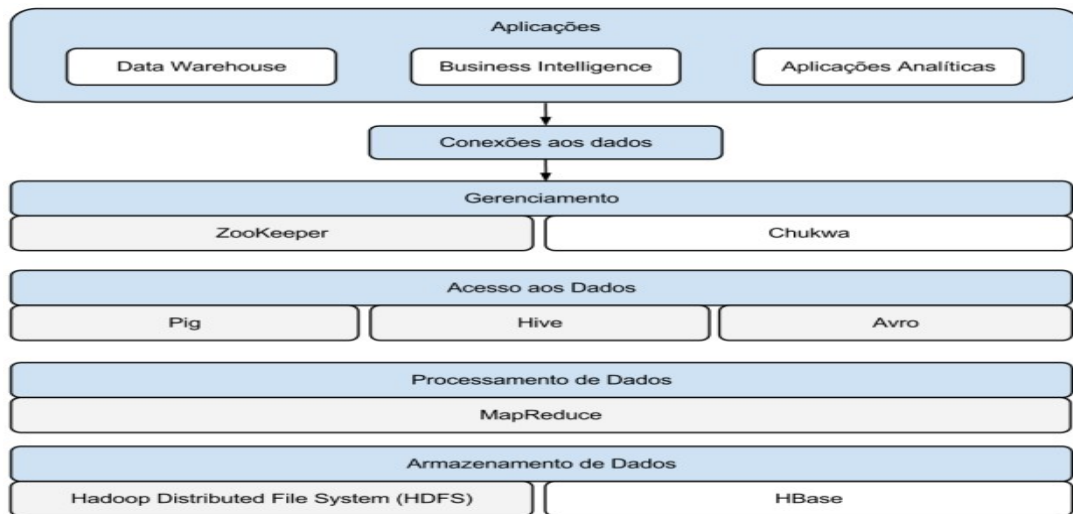 Aplicações
Data Warehouse
Business Intelligence
Aplicações Analíticas
Conexões aos dados
Gerenciamento
ZooKeeper
Chukwa
Acesso aos Dados
Pig
Hive
Avro
Processamento de Dados
MapReduce
Armazenamento de Dados
Hadoop Distributed File System (HDFS)
HBase